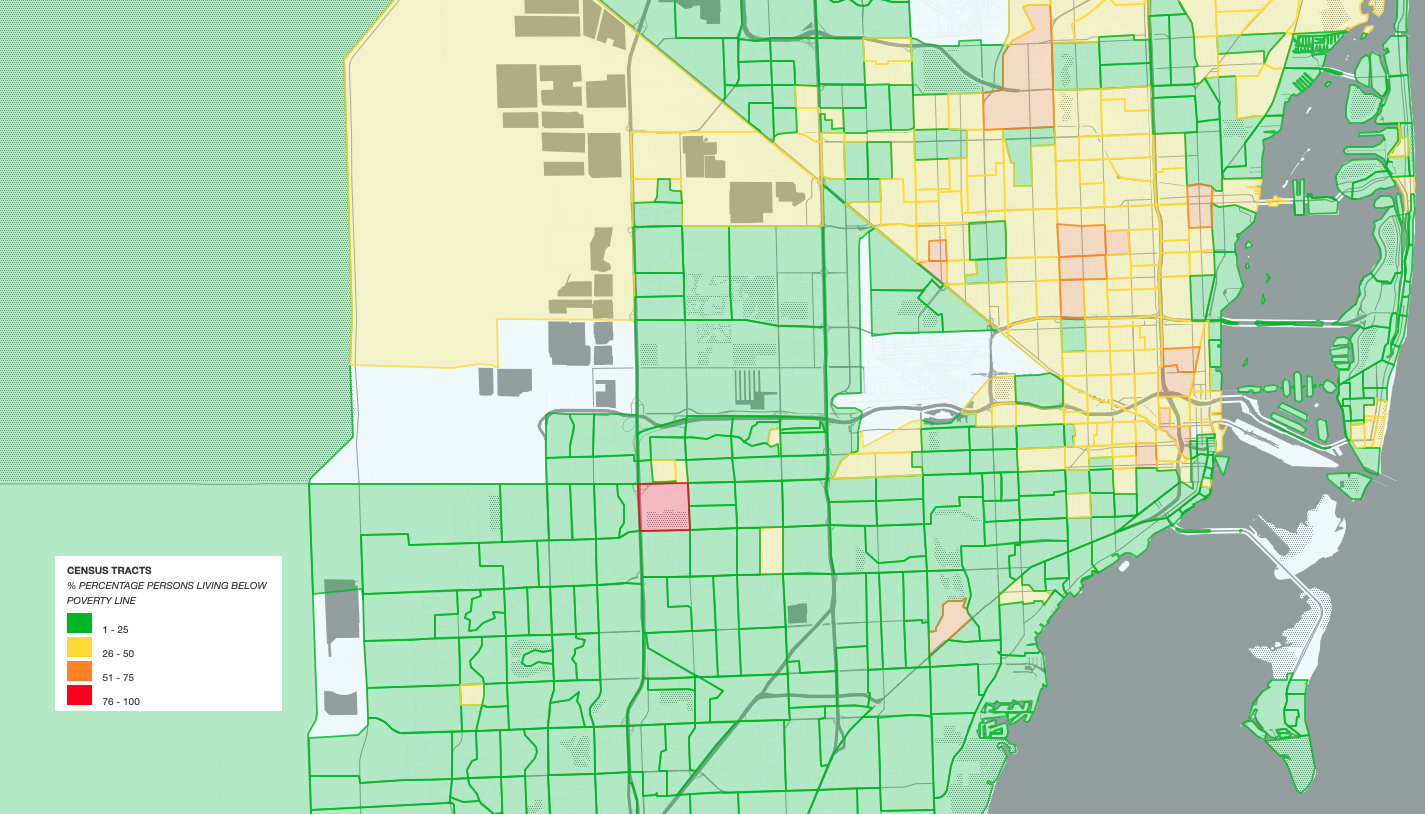 CENSUS TRACTS
% PERCENTAGE PERSONS LIVING BELOW
POVERTY LINE
1 - 25
26 - 50
51 - 75
76 - 100